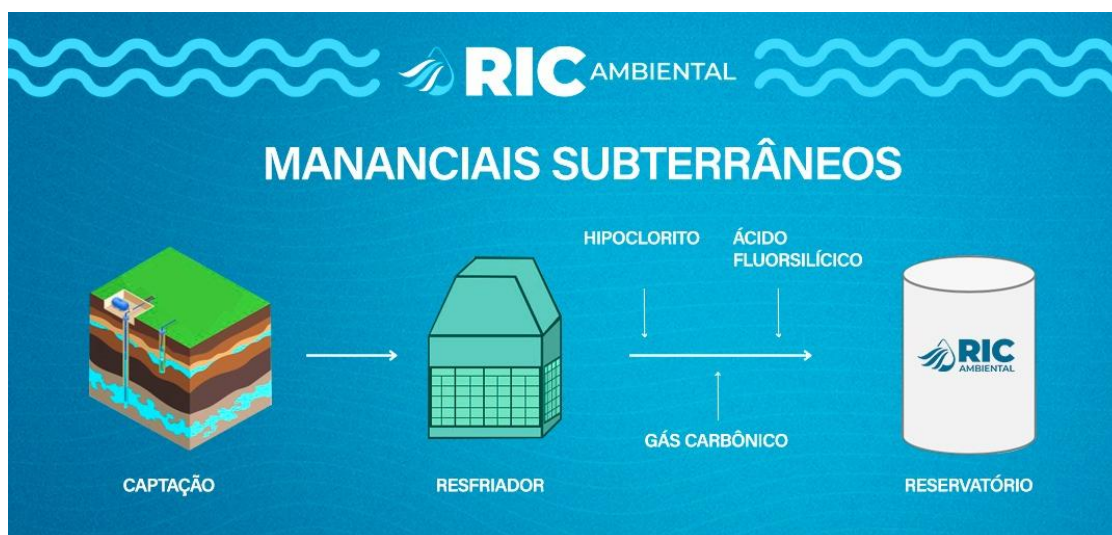 RIC AMBIENTAL
MANANCIAIS SUBTERRÂNEOS
HIPOCLORITO
ÁCIDO
FLUORSILÍCICO
RIC
AMBIENTAL
GÁS CARBÔNICO
CAPTAÇÃO
RESFRIADOR
RESERVATÓRIO